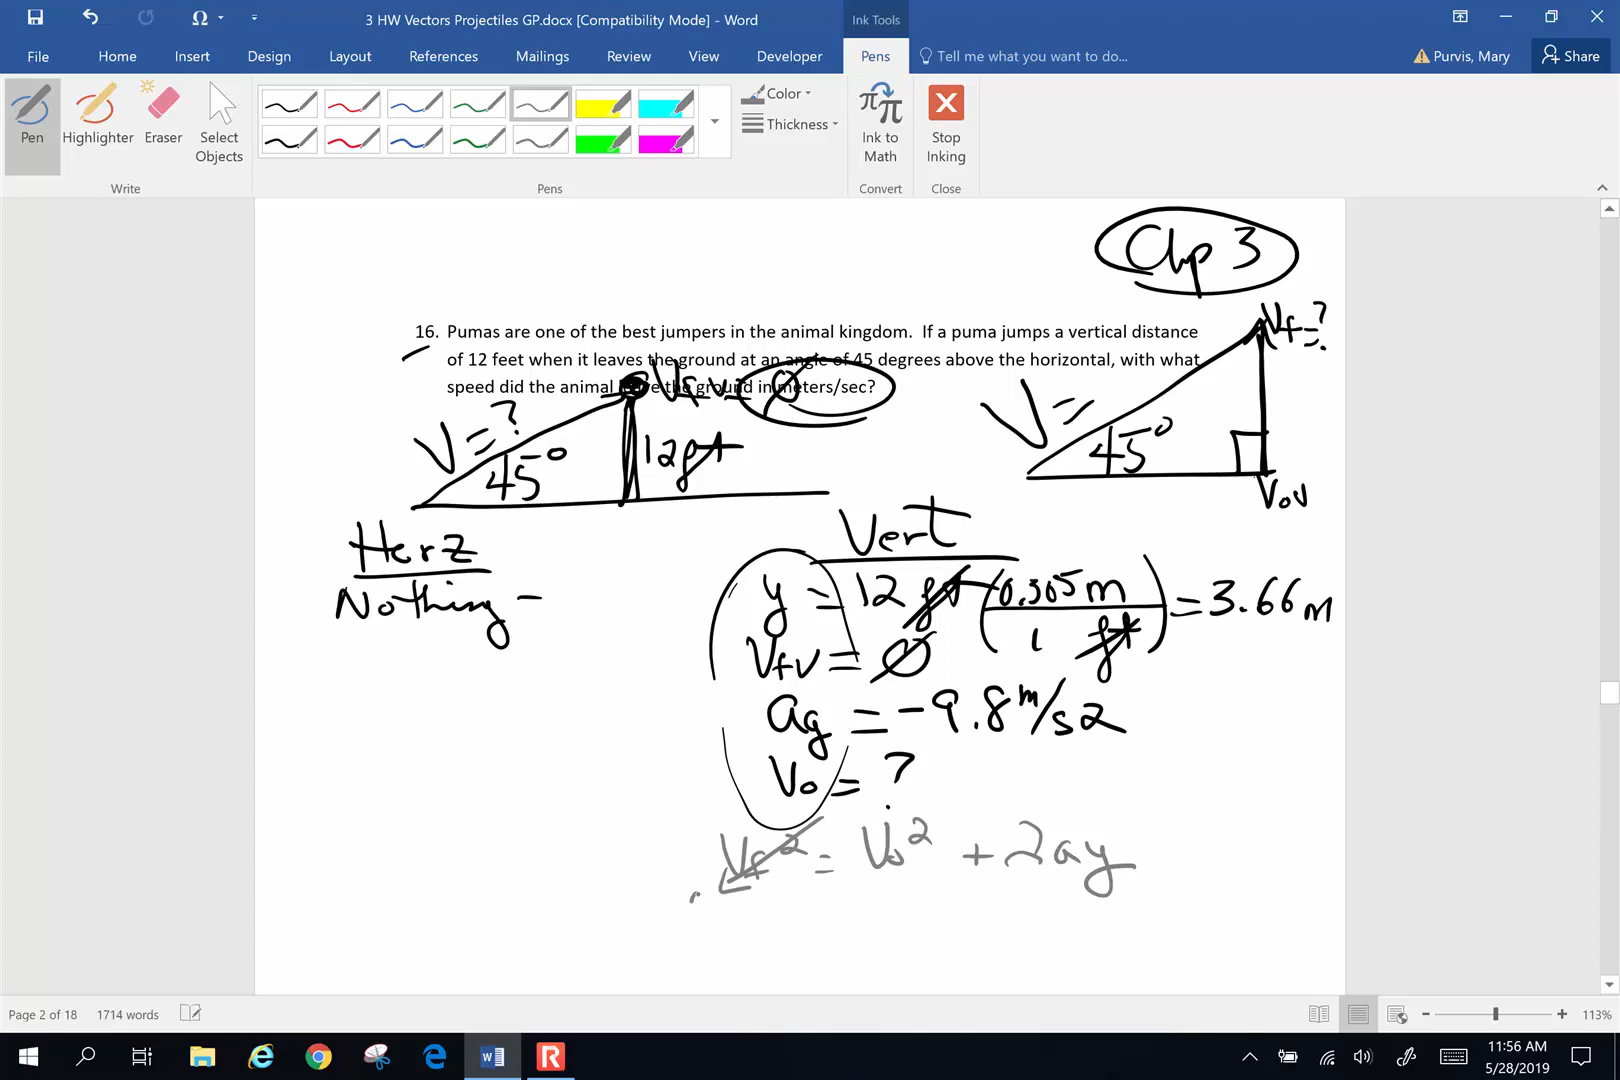 3 HW Vectors Projectiles GP.docx [Compatibility Mode] - Word
Ink Tools
File Home Insert Design Layout References Mailings Review View Developer Pens Tell me what you want to do... Purvis, Mary Share
Pen Highlighter Eraser Select Objects
Color
Thickness
Ink to Math
Stop Inking
Write Pens Convert Close
Chp 3
16. Pumas are one of the best jumpers in the animal kingdom. If a puma jumps a vertical distance
of 12 feet when it leaves the ground at an angle of 45 degrees above the horizontal, with what
speed did the animal leave the ground in meters/sec?
Vfv = 0
V = ?
45°
12 ft
Vf = ?
V =
45°
Vov
Horz
Nothing -
Vert
y = 12 ft (0.305 m / 1 ft) = 3.66 m
Vfv = 0
ag = -9.8 m/s2
Vo = ?
Vf² = Vo² + 2ay
Page 2 of 18 1714 words 113%
11:56 AM
5/28/2019